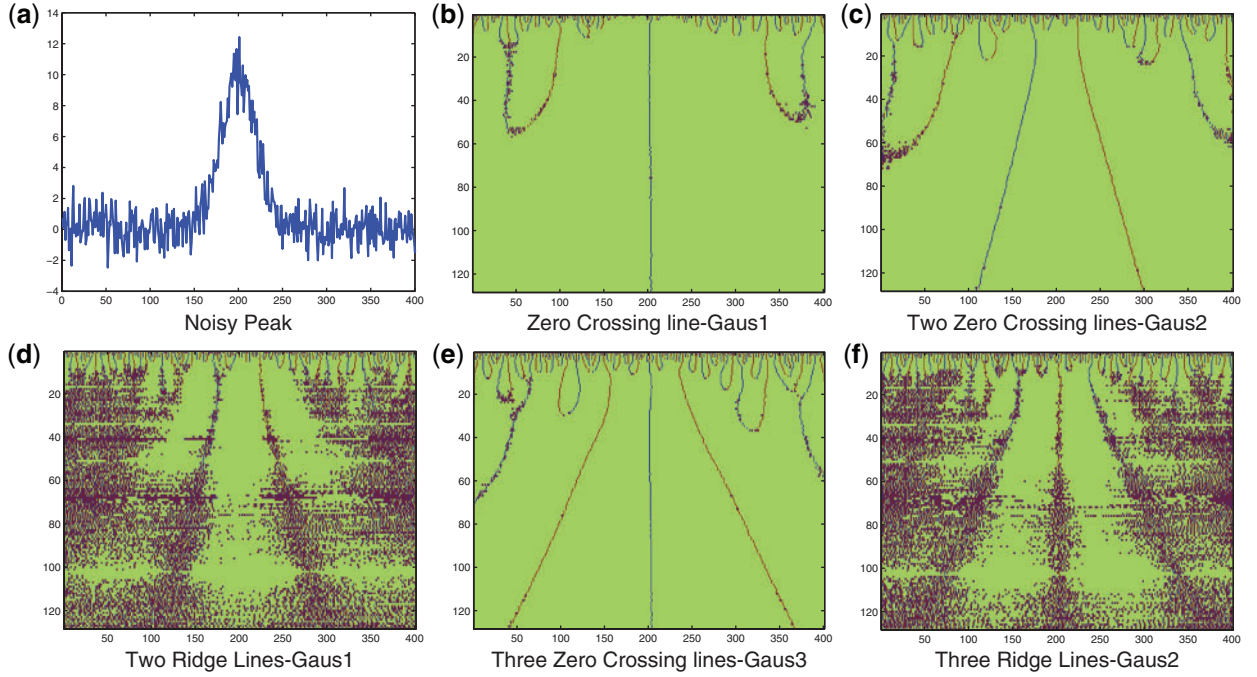 (a)
14
12
10
8
6
4
2
0
−2
−4
0 50 100 150 200 250 300 350 400
Noisy Peak
(b)
20
40
60
80
100
120
50 100 150 200 250 300 350 400
Zero Crossing line-Gaus1
(c)
20
40
60
80
100
120
50 100 150 200 250 300 350 400
Two Zero Crossing lines-Gaus2
(d)
20
40
60
80
100
120
50 100 150 200 250 300 350 400
Two Ridge Lines-Gaus1
(e)
20
40
60
80
100
120
50 100 150 200 250 300 350 400
Three Zero Crossing lines-Gaus3
(f)
20
40
60
80
100
120
50 100 150 200 250 300 350 400
Three Ridge Lines-Gaus2